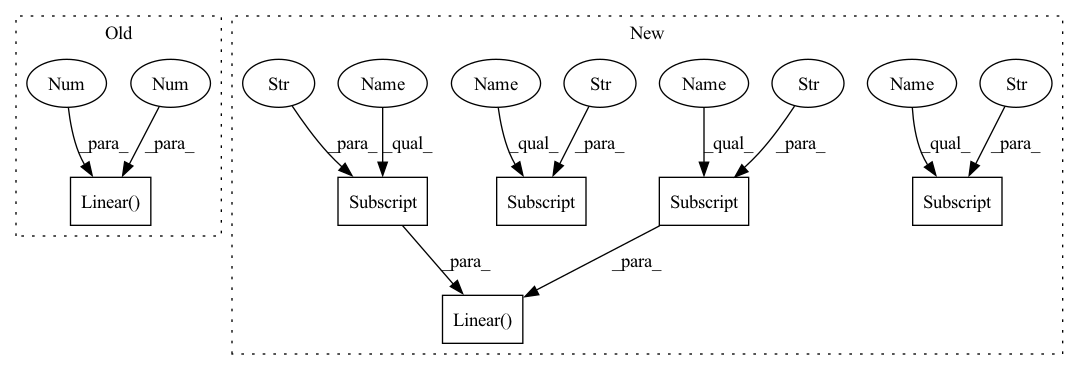 Old
New
Num
Num
Str
Name
Name
Str
Name
Str
Name
Str
_para_
_para_
_para_
_qual_
_qual_
_para_
_qual_
_para_
_qual_
_para_
Linear()
Subscript
Subscript
Subscript
Subscript
_para_
_para_
Linear()